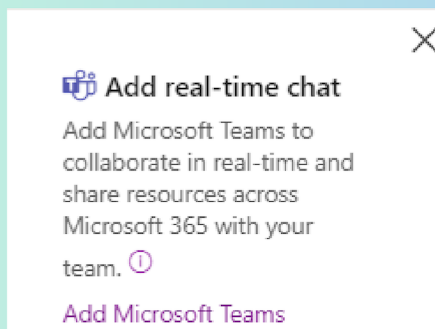 Add real-time chat
Add Microsoft Teams to
collaborate in real-time and
share resources across
Microsoft 365 with your
team.
Add Microsoft Teams